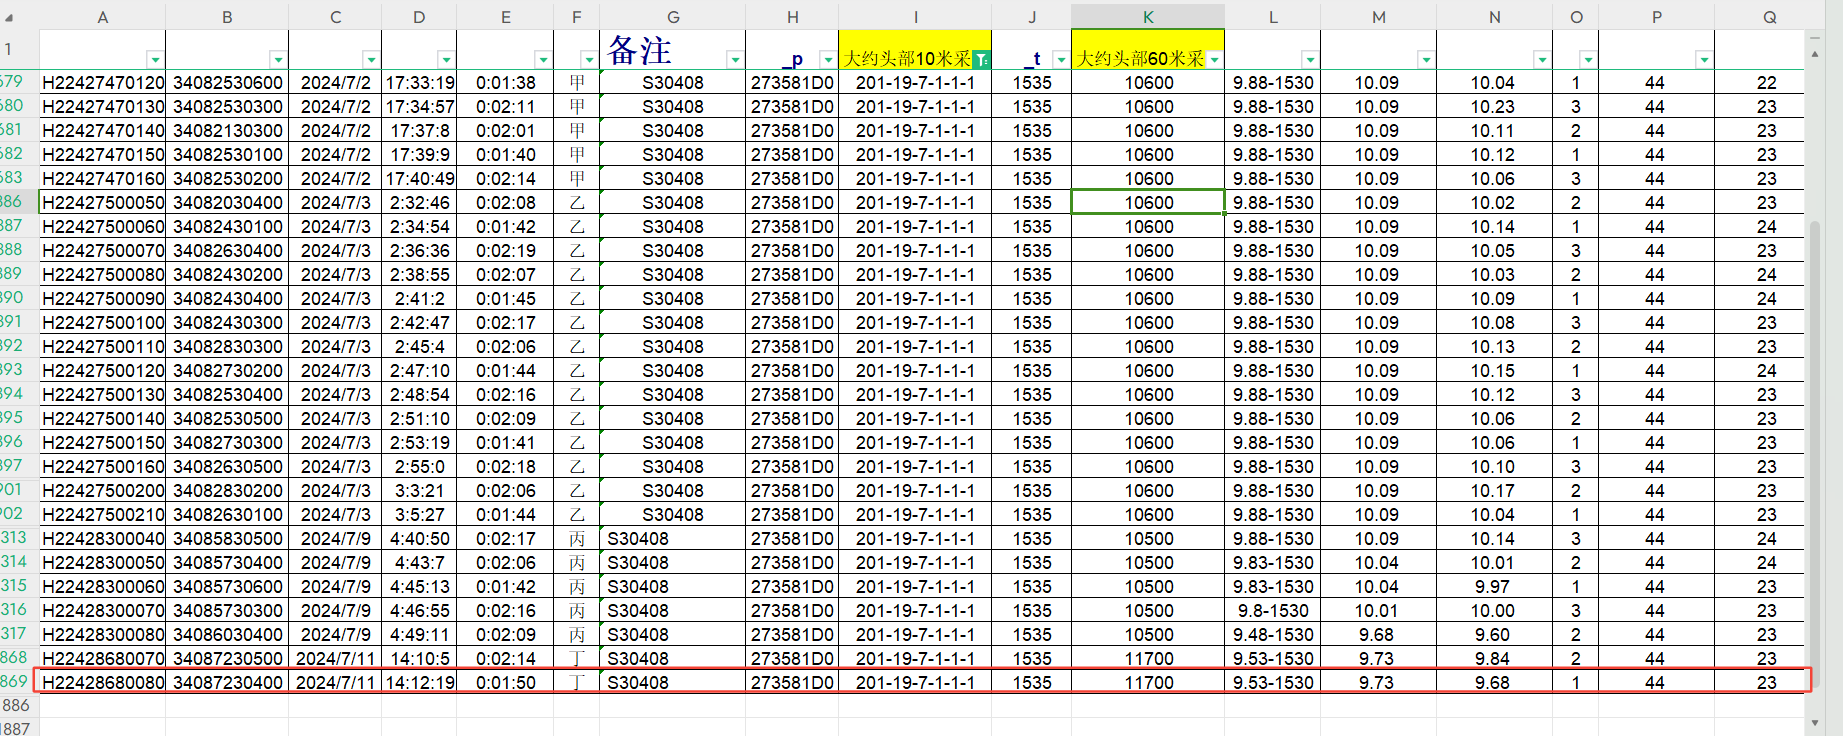 A B C D E F G H I J K L M N O P Q
1 备注 _p 大约头部10米采 _t 大约头部60米采
679 H22427470120 34082530600 2024/7/2 17:33:19 0:01:38 甲 S30408 273581D0 201-19-7-1-1-1 1535 10600 9.88-1530 10.09 10.04 1 44 22
680 H22427470130 34082530300 2024/7/2 17:34:57 0:02:11 甲 S30408 273581D0 201-19-7-1-1-1 1535 10600 9.88-1530 10.09 10.23 3 44 23
681 H22427470140 34082130300 2024/7/2 17:37:8 0:02:01 甲 S30408 273581D0 201-19-7-1-1-1 1535 10600 9.88-1530 10.09 10.11 2 44 23
682 H22427470150 34082530100 2024/7/2 17:39:9 0:01:40 甲 S30408 273581D0 201-19-7-1-1-1 1535 10600 9.88-1530 10.09 10.12 1 44 23
683 H22427470160 34082530200 2024/7/2 17:40:49 0:02:14 甲 S30408 273581D0 201-19-7-1-1-1 1535 10600 9.88-1530 10.09 10.06 3 44 23
886 H22427500050 34082030400 2024/7/3 2:32:46 0:02:08 乙 S30408 273581D0 201-19-7-1-1-1 1535 10600 9.88-1530 10.09 10.02 2 44 23
887 H22427500060 34082430100 2024/7/3 2:34:54 0:01:42 乙 S30408 273581D0 201-19-7-1-1-1 1535 10600 9.88-1530 10.09 10.14 1 44 24
888 H22427500070 34082630400 2024/7/3 2:36:36 0:02:19 乙 S30408 273581D0 201-19-7-1-1-1 1535 10600 9.88-1530 10.09 10.05 3 44 23
889 H22427500080 34082430200 2024/7/3 2:38:55 0:02:07 乙 S30408 273581D0 201-19-7-1-1-1 1535 10600 9.88-1530 10.09 10.03 2 44 24
890 H22427500090 34082430400 2024/7/3 2:41:2 0:01:45 乙 S30408 273581D0 201-19-7-1-1-1 1535 10600 9.88-1530 10.09 10.09 1 44 24
891 H22427500100 34082430300 2024/7/3 2:42:47 0:02:17 乙 S30408 273581D0 201-19-7-1-1-1 1535 10600 9.88-1530 10.09 10.08 3 44 23
892 H22427500110 34082830300 2024/7/3 2:45:4 0:02:06 乙 S30408 273581D0 201-19-7-1-1-1 1535 10600 9.88-1530 10.09 10.13 2 44 23
893 H22427500120 34082730200 2024/7/3 2:47:10 0:01:44 乙 S30408 273581D0 201-19-7-1-1-1 1535 10600 9.88-1530 10.09 10.15 1 44 24
894 H22427500130 34082530400 2024/7/3 2:48:54 0:02:16 乙 S30408 273581D0 201-19-7-1-1-1 1535 10600 9.88-1530 10.09 10.12 3 44 23
895 H22427500140 34082530500 2024/7/3 2:51:10 0:02:09 乙 S30408 273581D0 201-19-7-1-1-1 1535 10600 9.88-1530 10.09 10.06 2 44 23
896 H22427500150 34082730300 2024/7/3 2:53:19 0:01:41 乙 S30408 273581D0 201-19-7-1-1-1 1535 10600 9.88-1530 10.09 10.06 1 44 23
897 H22427500160 34082630500 2024/7/3 2:55:0 0:02:18 乙 S30408 273581D0 201-19-7-1-1-1 1535 10600 9.88-1530 10.09 10.10 3 44 23
901 H22427500200 34082830200 2024/7/3 3:3:21 0:02:06 乙 S30408 273581D0 201-19-7-1-1-1 1535 10600 9.88-1530 10.09 10.17 2 44 23
902 H22427500210 34082630100 2024/7/3 3:5:27 0:01:44 乙 S30408 273581D0 201-19-7-1-1-1 1535 10600 9.88-1530 10.09 10.04 1 44 23
313 H22428300040 34085830500 2024/7/9 4:40:50 0:02:17 丙 S30408 273581D0 201-19-7-1-1-1 1535 10500 9.88-1530 10.09 10.14 3 44 24
314 H22428300050 34085730400 2024/7/9 4:43:7 0:02:06 丙 S30408 273581D0 201-19-7-1-1-1 1535 10500 9.83-1530 10.04 10.01 2 44 24
315 H22428300060 34085730600 2024/7/9 4:45:13 0:01:42 丙 S30408 273581D0 201-19-7-1-1-1 1535 10500 9.83-1530 10.04 9.97 1 44 23
316 H22428300070 34085730300 2024/7/9 4:46:55 0:02:16 丙 S30408 273581D0 201-19-7-1-1-1 1535 10500 9.8-1530 10.01 10.00 3 44 23
317 H22428300080 34086030400 2024/7/9 4:49:11 0:02:09 丙 S30408 273581D0 201-19-7-1-1-1 1535 10500 9.48-1530 9.68 9.60 2 44 23
868 H22428680070 34087230500 2024/7/11 14:10:5 0:02:14 丁 S30408 273581D0 201-19-7-1-1-1 1535 11700 9.53-1530 9.73 9.84 2 44 23
869 H22428680080 34087230400 2024/7/11 14:12:19 0:01:50 丁 S30408 273581D0 201-19-7-1-1-1 1535 11700 9.53-1530 9.73 9.68 1 44 23
1886
1887